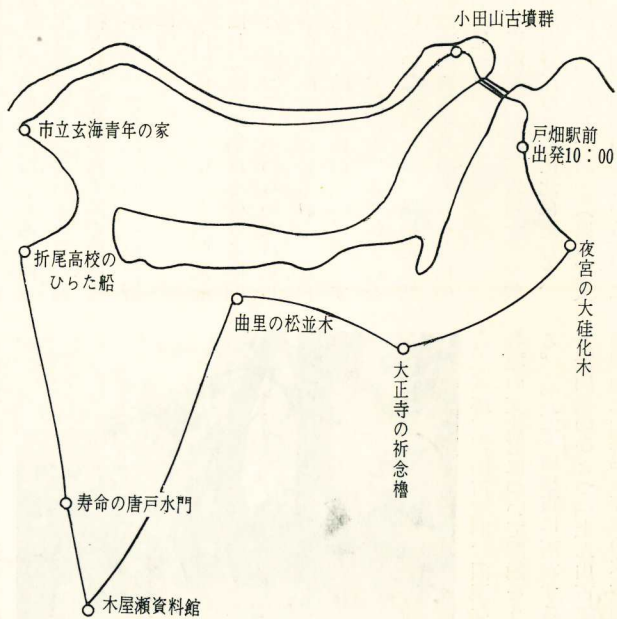 小田山古墳群
市立玄海青年の家
戸畑駅前
出発10:00
折尾高校の
ひらた船
夜宮の大硅化木
曲里の松並木
大正寺の祈念櫓
寿命の唐戸水門
木屋瀬資料館